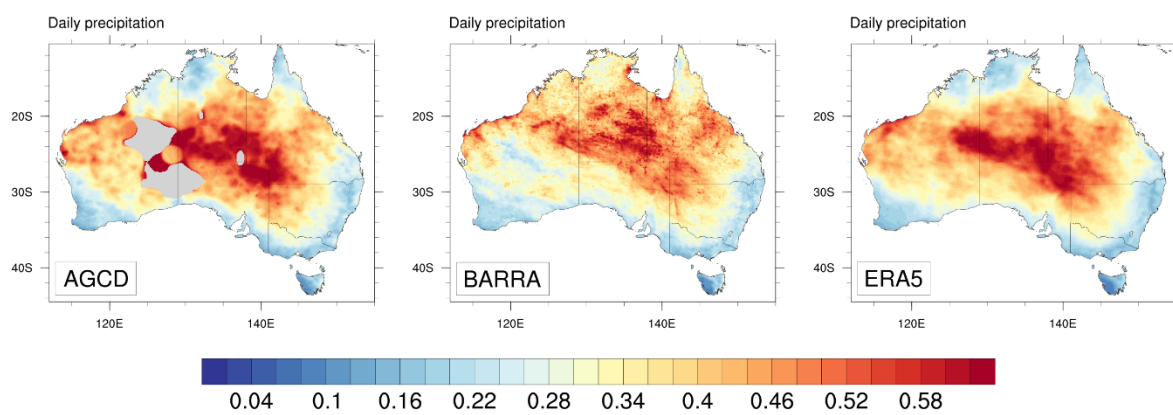 Daily precipitation Daily precipitation Daily precipitation
20S 20S 20S
30S 30S 30S
40S 40S 40S
AGCD BARRA ERA5
120E 140E 120E 140E 120E 140E
0.04 0.1 0.16 0.22 0.28 0.34 0.4 0.46 0.52 0.58